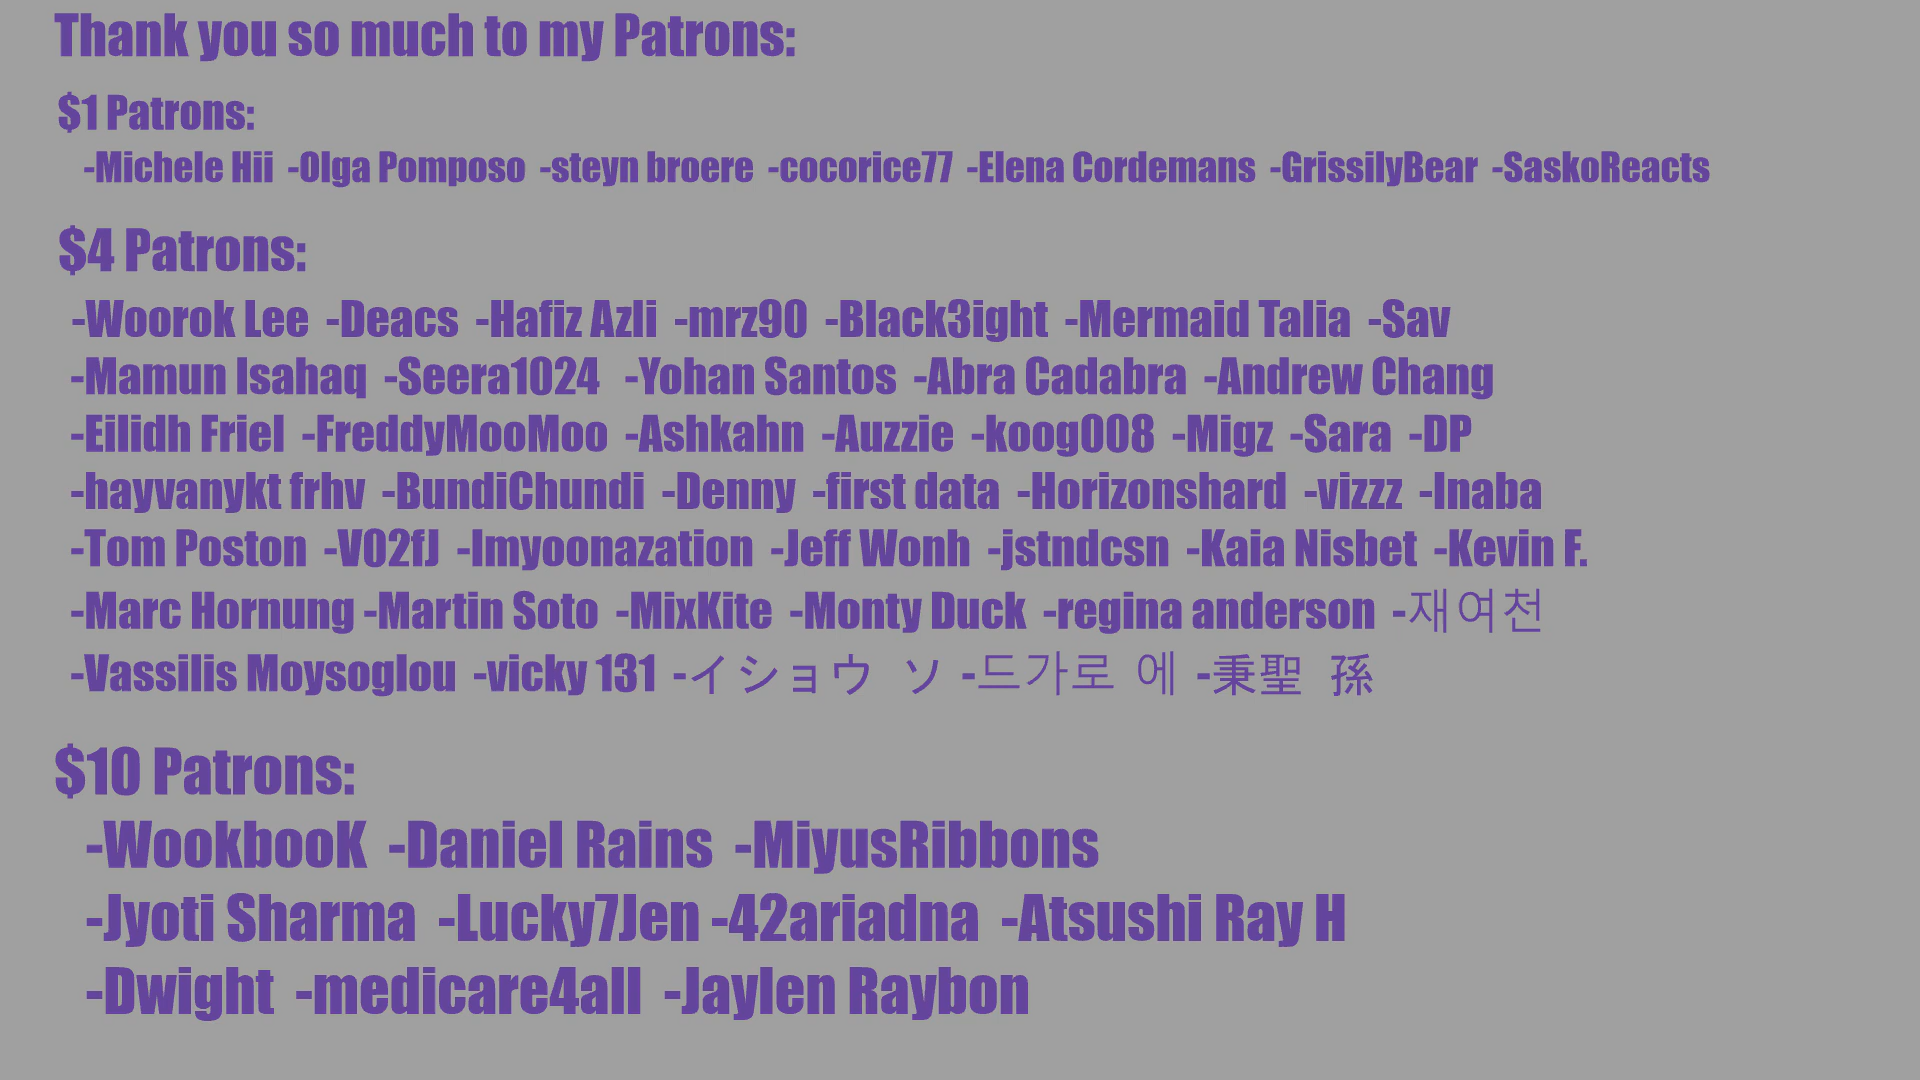 Thank you so much to my Patrons:
$1 Patrons:
-Michele Hii -Olga Pomposo -steyn broere -cocorice77 -Elena Cordemans -GrissilyBear -SaskoReacts
$4 Patrons:
-Woorok Lee -Deacs -Hafiz Azli -mrz90 -Black3ight -Mermaid Talia -Sav
-Mamun Isahaq -Seera1024 -Yohan Santos -Abra Cadabra -Andrew Chang
-Eilidh Friel -FreddyMooMoo -Ashkahn -Auzzie -koog008 -Migz -Sara -DP
-hayvanykt frhv -BundiChundi -Denny -first data -Horizonshard -vizzz -Inaba
-Tom Poston -V02fJ -Imyoonazation -Jeff Wonh -jstndcsn -Kaia Nisbet -Kevin F.
-Marc Hornung -Martin Soto -MixKite -Monty Duck -regina anderson -재여천
-Vassilis Moysoglou -vicky 131 -イショウ ソ -드가로 에 -秉聖 孫
$10 Patrons:
-WookbooK -Daniel Rains -MiyusRibbons
-Jyoti Sharma -Lucky7Jen -42ariadna -Atsushi Ray H
-Dwight -medicare4all -Jaylen Raybon